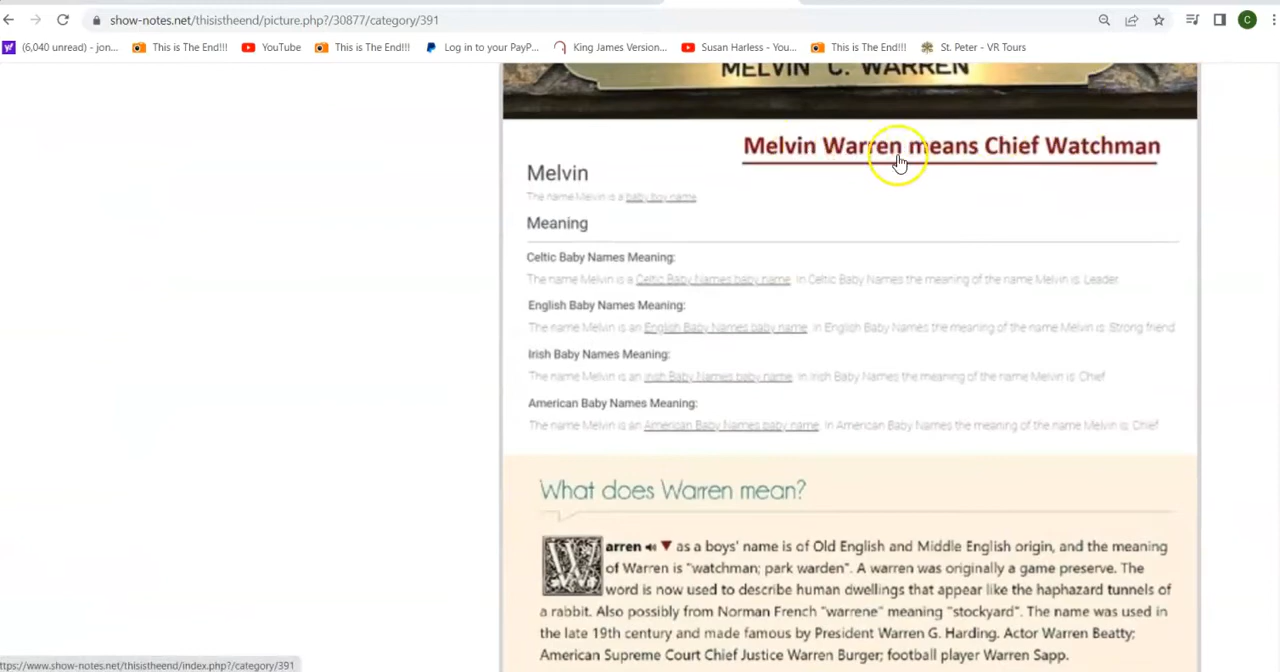 show-notes.net/thisistheend/picture.php?/30877/category/391
C
(6,040 unread) - jon... This is The End!!! YouTube This is The End!!! Log in to your PayP... King James Version... Susan Harless - You... This is The End!!! St. Peter - VR Tours
MELVIN C. WARREN
Melvin Warren means Chief Watchman
Melvin
The name Melvin is a baby boy name.
Meaning
Celtic Baby Names Meaning:
The name Melvin is a Celtic Baby Names baby name. In Celtic Baby Names the meaning of the name Melvin is: Leader
English Baby Names Meaning:
The name Melvin is an English Baby Names baby name. In English Baby Names the meaning of the name Melvin is: Strong friend
Irish Baby Names Meaning:
The name Melvin is an Irish Baby Names baby name. In Irish Baby Names the meaning of the name Melvin is: Chief
American Baby Names Meaning:
The name Melvin is an American Baby Names baby name. In American Baby Names the meaning of the name Melvin is: Chief
What does Warren mean?
Warren as a boys' name is of Old English and Middle English origin, and the meaning
of Warren is "watchman; park warden". A warren was originally a game preserve. The
word is now used to describe human dwellings that appear like the haphazard tunnels of
a rabbit. Also possibly from Norman French "warrene" meaning "stockyard". The name was used in
the late 19th century and made famous by President Warren G. Harding. Actor Warren Beatty;
American Supreme Court Chief Justice Warren Burger; football player Warren Sapp.
ttps://www.show-notes.net/thisistheend/index.php?/category/391